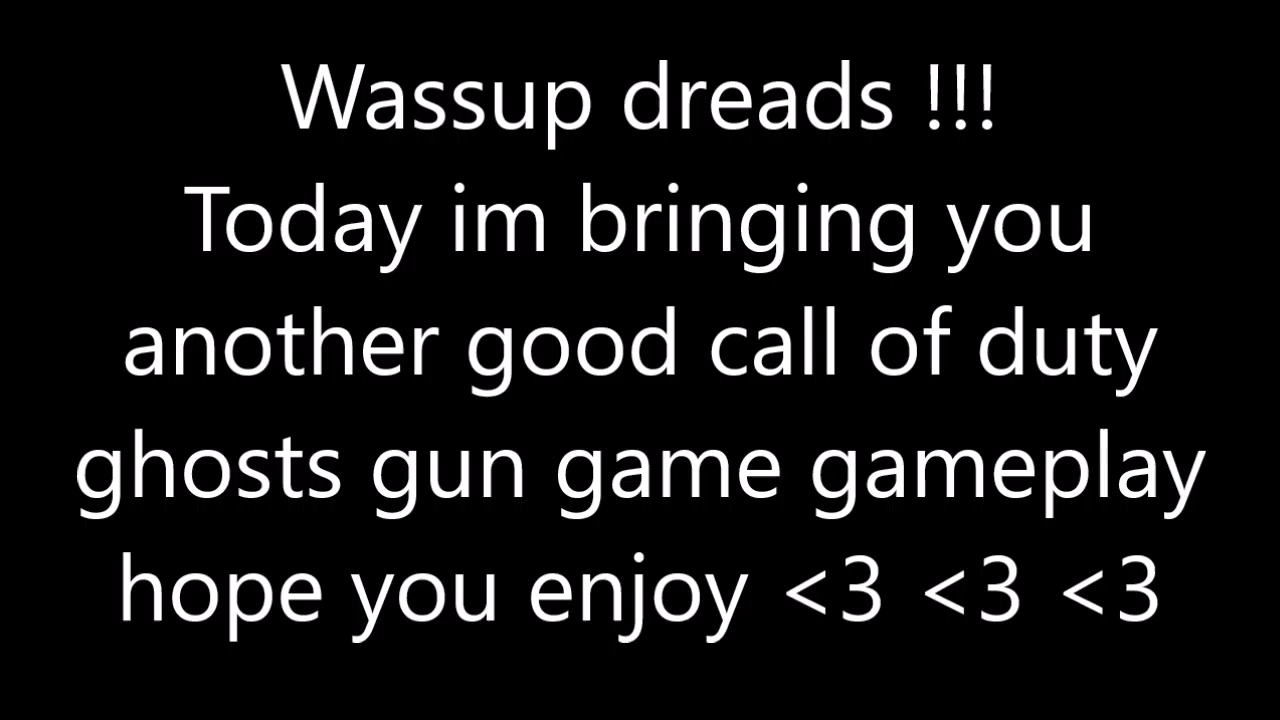 Wassup dreads !!!
Today im bringing you
another good call of duty
ghosts gun game gameplay
hope you enjoy <3 <3 <3